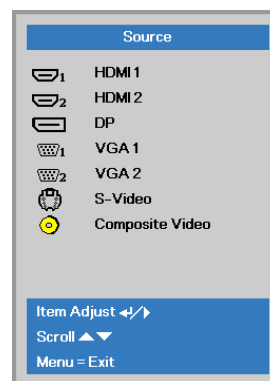 Source
1 HDMI 1
2 HDMI 2
DP
1 VGA 1
2 VGA 2
S-Video
Composite Video
Item Adjust ↵/▶
Scroll ▲▼
Menu = Exit